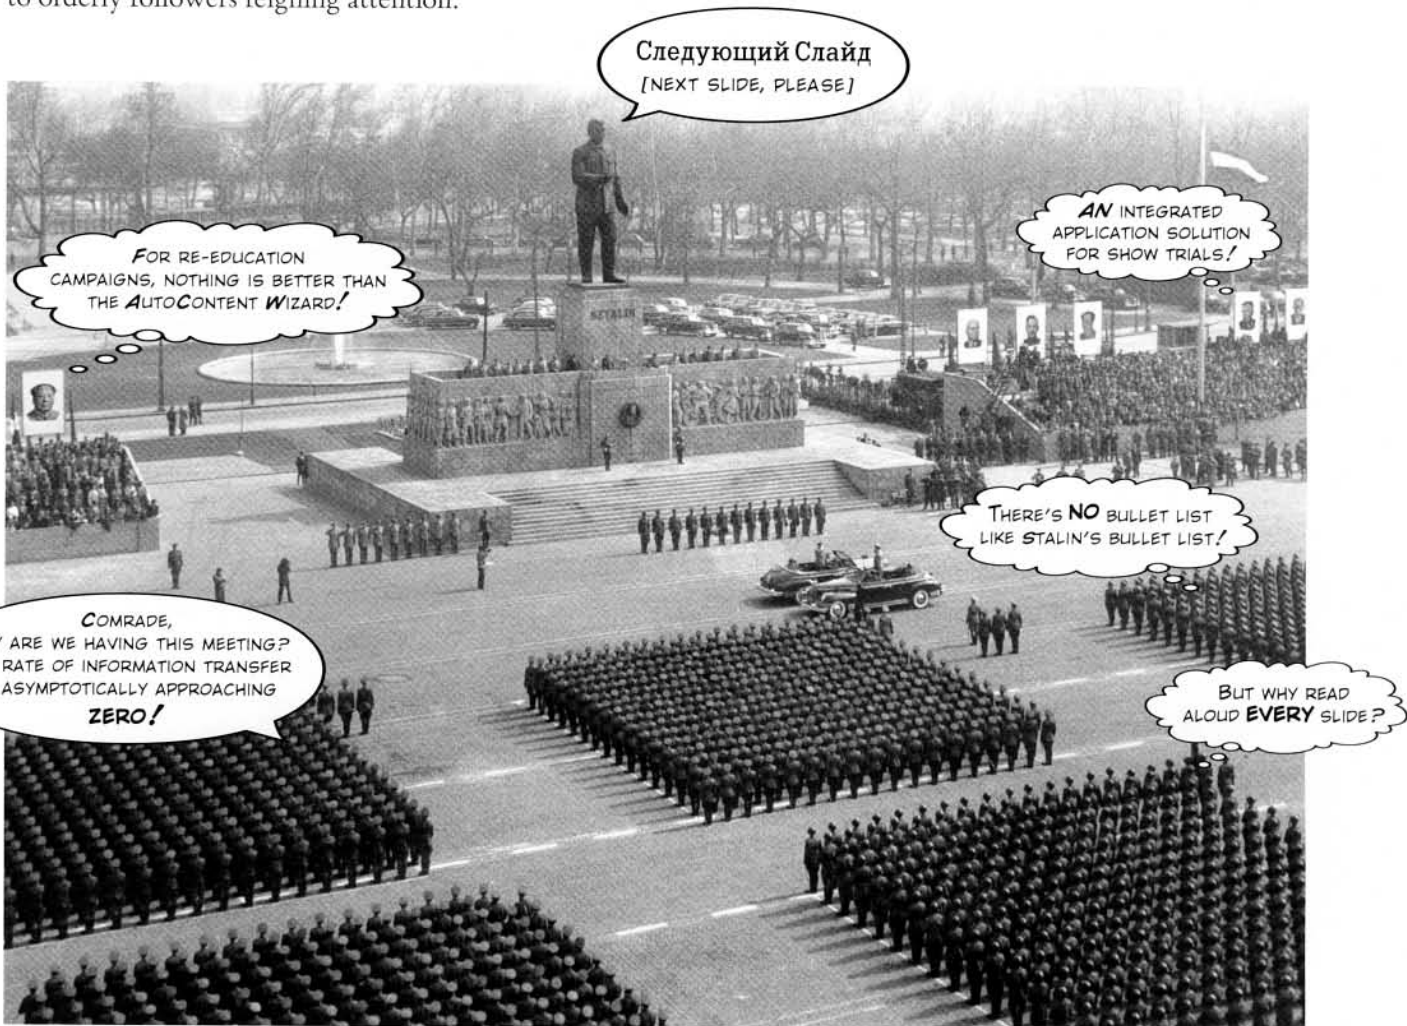 to orderly followers feigning attention.
Следующий Слайд
[NEXT SLIDE, PLEASE]
AN INTEGRATED
APPLICATION SOLUTION
FOR SHOW TRIALS!
FOR RE-EDUCATION
CAMPAIGNS, NOTHING IS BETTER THAN
THE AUTOCONTENT WIZARD!
SZTALIN
THERE'S NO BULLET LIST
LIKE STALIN'S BULLET LIST!
COMRADE,
ARE WE HAVING THIS MEETING?
RATE OF INFORMATION TRANSFER
ASYMPTOTICALLY APPROACHING
ZERO!
BUT WHY READ
ALOUD EVERY SLIDE?